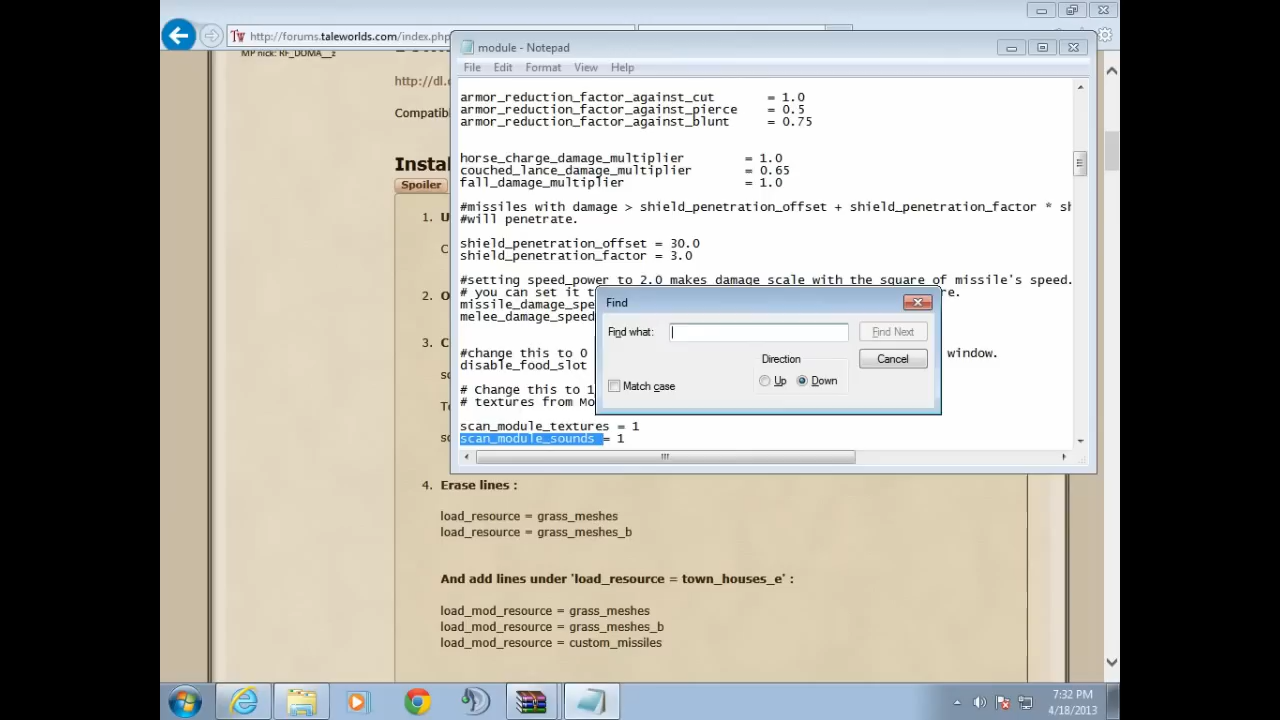 http://forums.taleworlds.com/index.php
MP nick: RF_DOMA__z
http://dl.
Compatib
Instal
Spoiler
1. U
C
2. O
3. C
s
T
s
module - Notepad
File Edit Format View Help
armor_reduction_factor_against_cut = 1.0
armor_reduction_factor_against_pierce = 0.5
armor_reduction_factor_against_blunt = 0.75
horse_charge_damage_multiplier = 1.0
couched_lance_damage_multiplier = 0.65
fall_damage_multiplier = 1.0
#missiles with damage > shield_penetration_offset + shield_penetration_factor * sh
#will penetrate.
shield_penetration_offset = 30.0
shield_penetration_factor = 3.0
#setting speed_power to 2.0 makes damage scale with the square of missile's speed.
# you can set it t re.
missile_damage_spe
melee_damage_speed
#change this to 0 window.
disable_food_slot
# Change this to 1
# textures from Mo
scan_module_textures = 1
scan_module_sounds = 1
Find
Find what: Find Next
Direction Cancel
Match case Up Down
4. Erase lines :
load_resource = grass_meshes
load_resource = grass_meshes_b
And add lines under 'load_resource = town_houses_e' :
load_mod_resource = grass_meshes
load_mod_resource = grass_meshes_b
load_mod_resource = custom_missiles
7:32 PM
4/18/2013